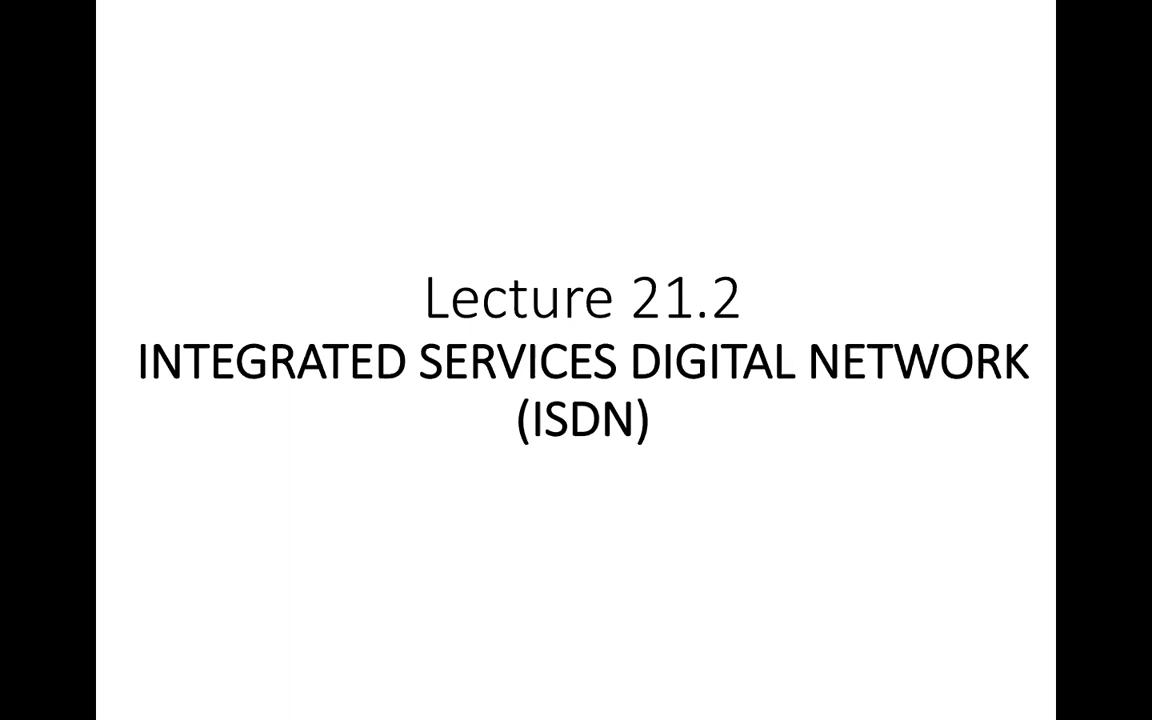 Lecture 21.2
INTEGRATED SERVICES DIGITAL NETWORK
(ISDN)